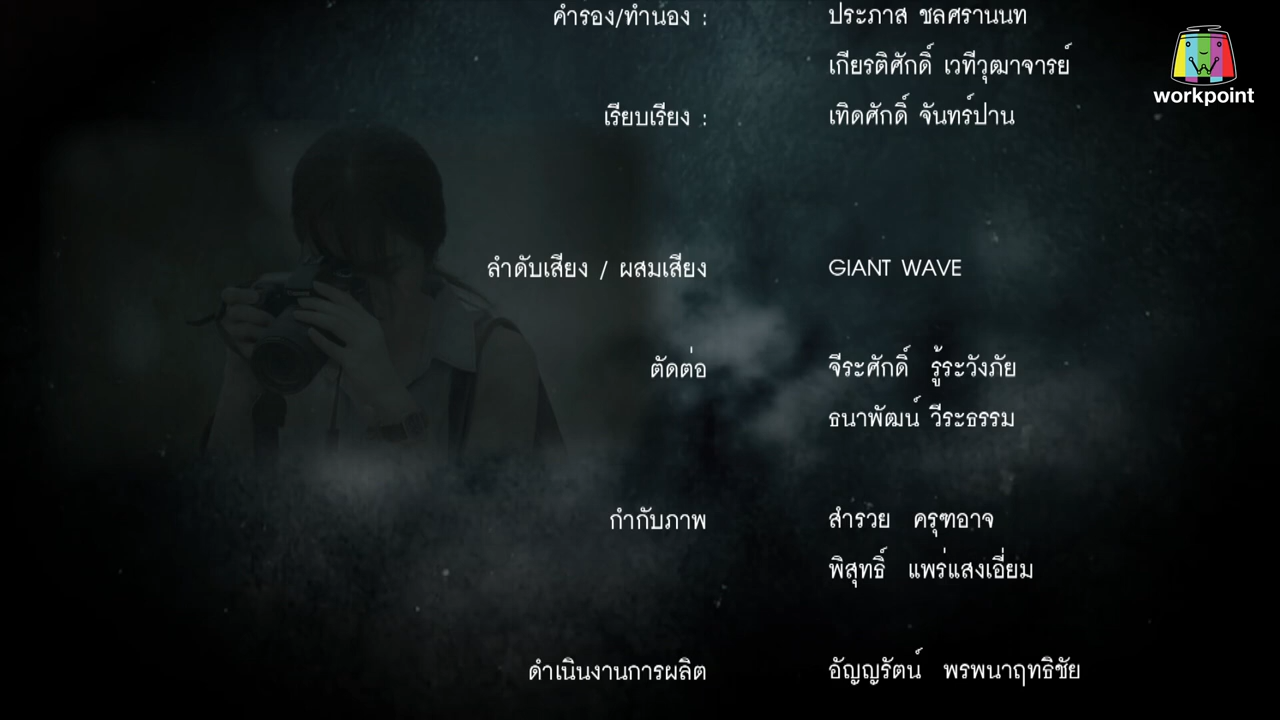 คำร้อง/ทำนอง : ประภาส ชลศรานนท์
เกียรติศักดิ์ เวทีวุฒาจารย์
เรียบเรียง : เทิดศักดิ์ จันทร์ปาน
workpoint
ลำดับเสียง / ผสมเสียง GIANT WAVE
ตัดต่อ จีระศักดิ์ รู้ระวังภัย
ธนาพัฒน์ วีระธรรม
กำกับภาพ สำรวย ครุฑอาจ
พิสุทธิ์ แพร่แสงเอี่ยม
ดำเนินงานการผลิต อัญญรัตน์ พรพนาฤทธิชัย